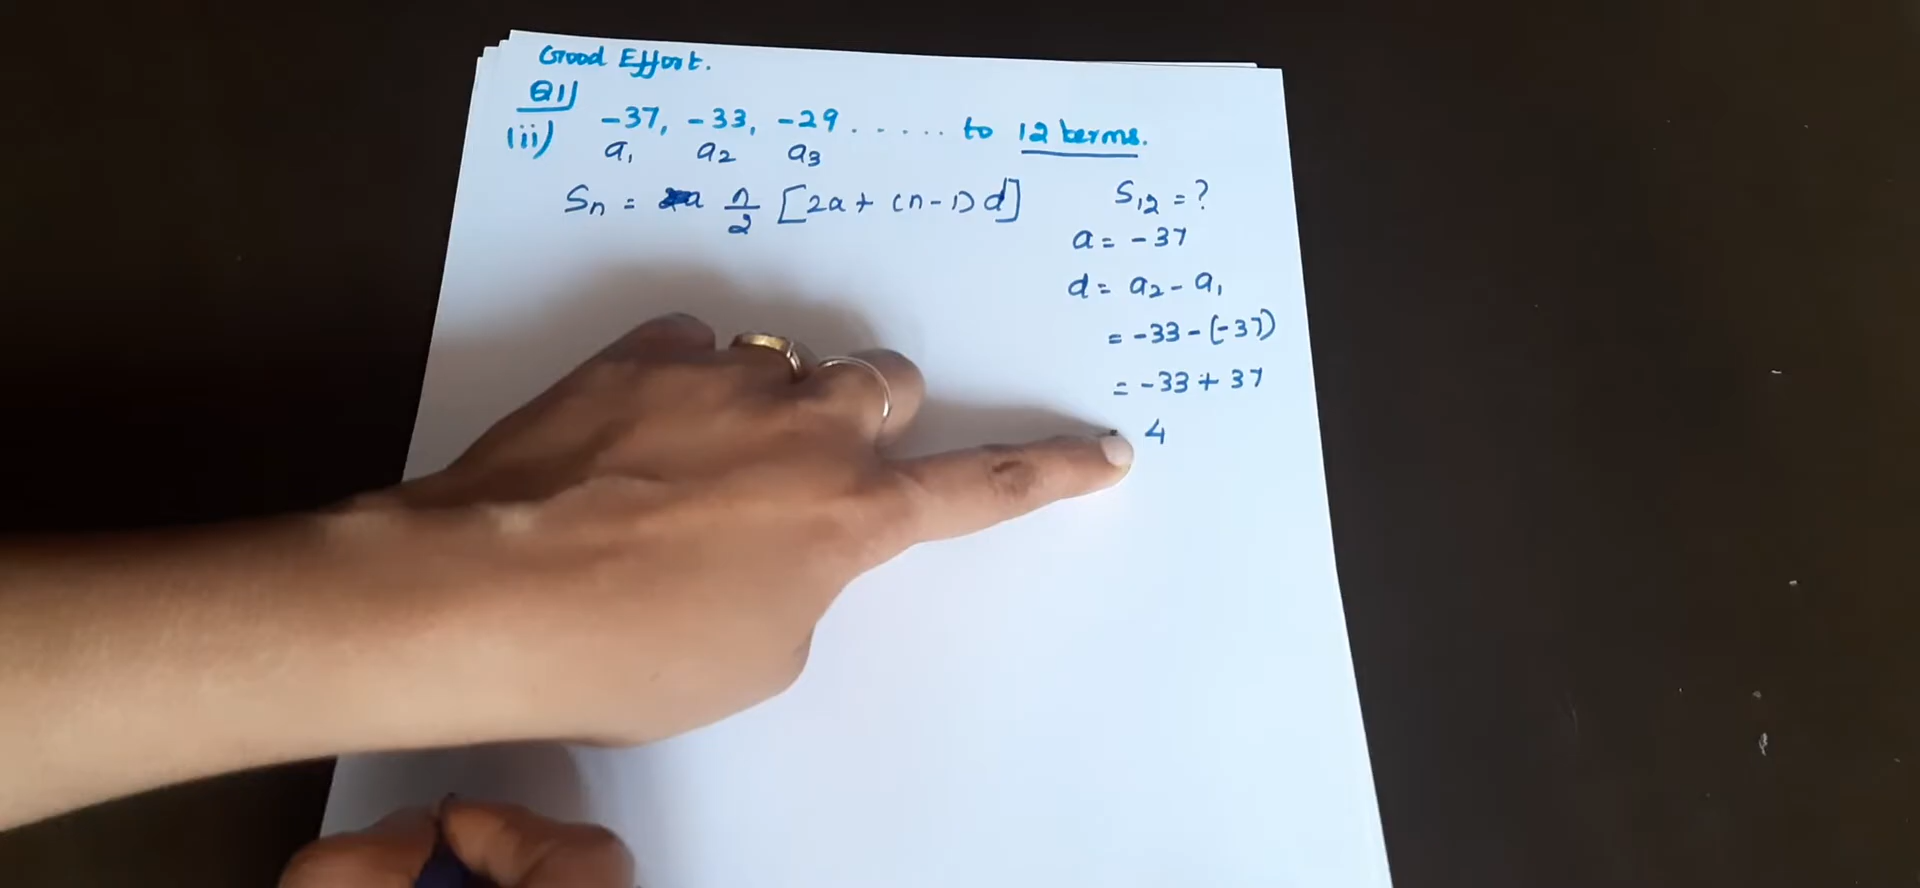 Good Effort.
Q1)
(ii) -37, -33, -29 ...... to 12 terms.
a₁ a₂ a₃
Sn = n/2 [2a + (n-1)d]
S₁₂ = ?
a = -37
d = a₂ - a₁
= -33 - (-37)
= -33 + 37
4